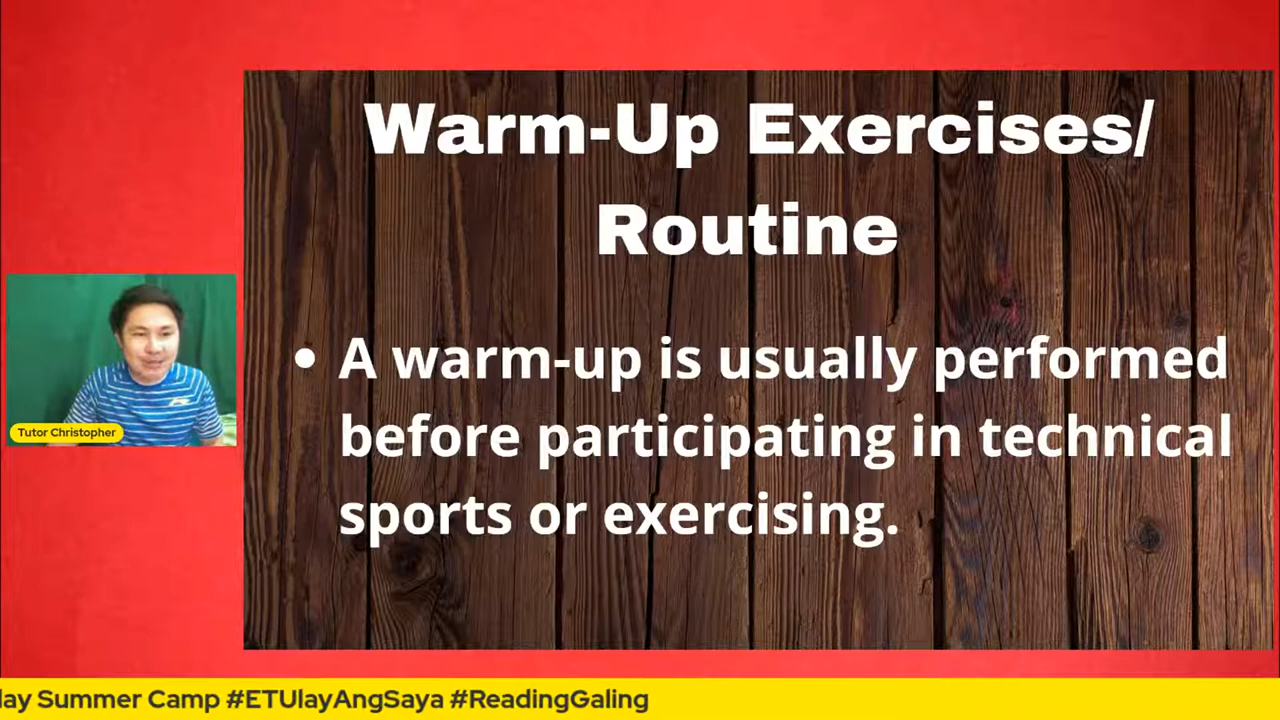 Warm-Up Exercises/
Routine
• A warm-up is usually performed
before participating in technical
sports or exercising.
Tutor Christopher
Summer Camp #ETUlayAngSaya #ReadingGaling